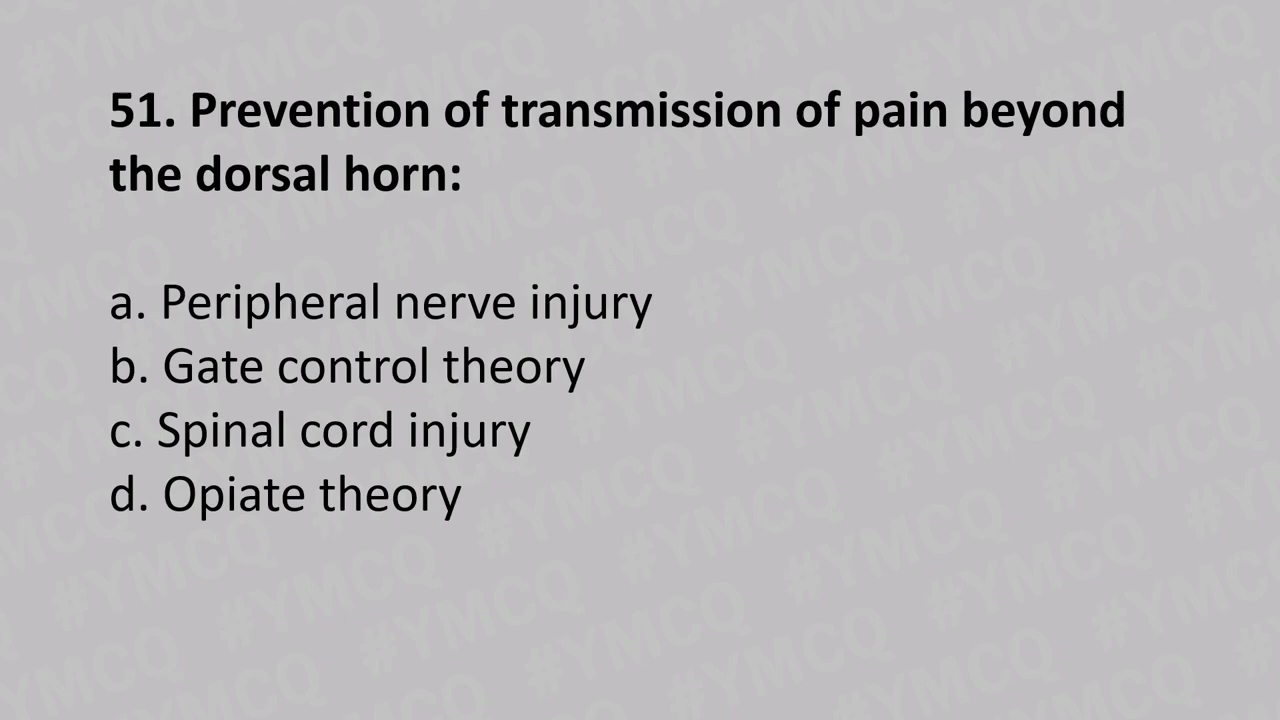 51. Prevention of transmission of pain beyond
the dorsal horn:
a. Peripheral nerve injury
b. Gate control theory
c. Spinal cord injury
d. Opiate theory